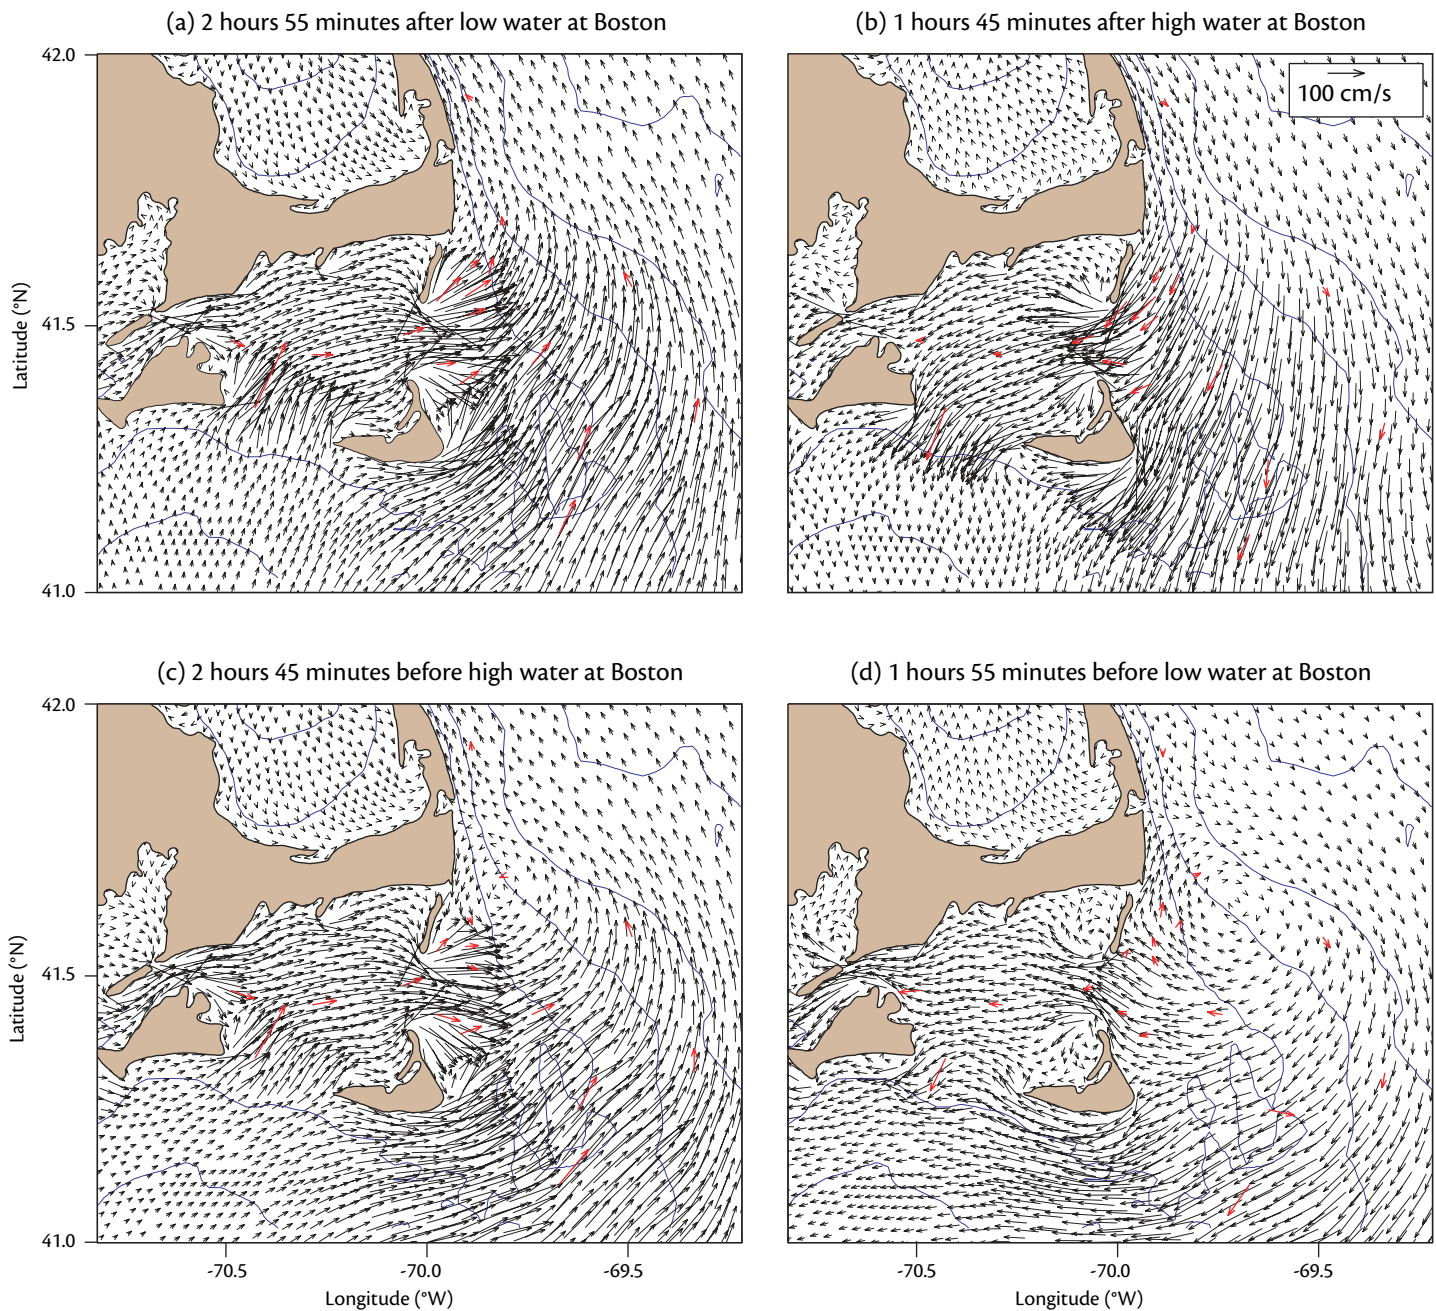 (a) 2 hours 55 minutes after low water at Boston
(b) 1 hours 45 minutes after high water at Boston
42.0
41.5
41.0
Latitude (°N)
100 cm/s
(c) 2 hours 45 minutes before high water at Boston
(d) 1 hours 55 minutes before low water at Boston
42.0
41.5
41.0
Latitude (°N)
-70.5
-70.0
-69.5
Longitude (°W)
-70.5
-70.0
-69.5
Longitude (°W)